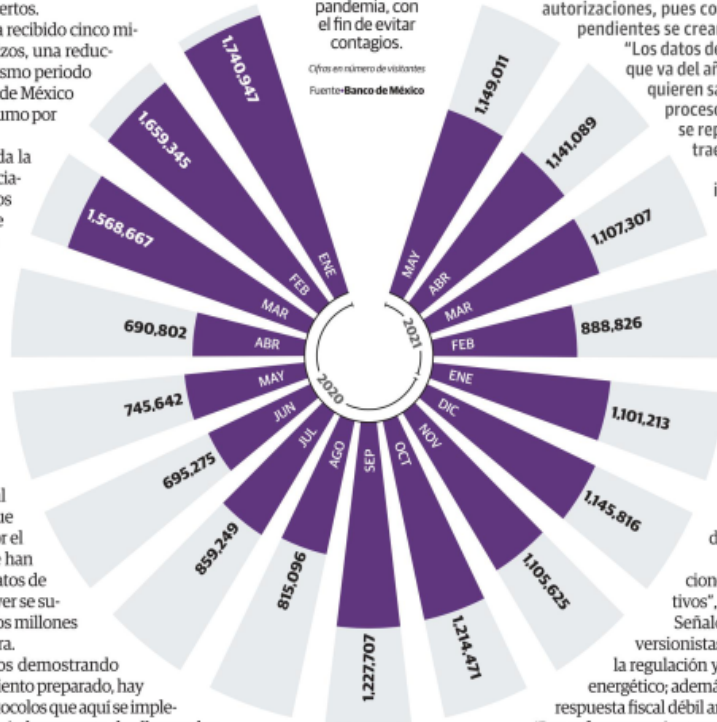 ertos.
a recibido cinco mi-
zos, una reduc-
smo periodo
de México
umo por
da la
cia-
os
e
al
ue
or el
e han
atos de
ver se su-
os millones
ra.
os demostrando
iento preparado, hay
ocolos que aquí se imple-
pandemia, con
el fin de evitar
contagios.
Cifras en número de visitantes
Fuente•Banco de México
autorizaciones, pues co
pendientes se crear
"Los datos de
que va del añ
quieren sa
proceso
se rep
trae
i
d
cion
tivos",
Señaló
versionistas
la regulación y
energético; ademá
respuesta fiscal débil a
2020
ENE 1,740,947
FEB 1,659,345
MAR 1,568,667
ABR 690,802
MAY 745,642
JUN 695,275
JUL 859,249
AGO 815,096
SEP 1,227,707
OCT 1,214,471
NOV 1,105,625
DIC 1,145,816
2021
ENE 1,101,213
FEB 888,826
MAR 1,107,307
ABR 1,141,089
MAY 1,149,011